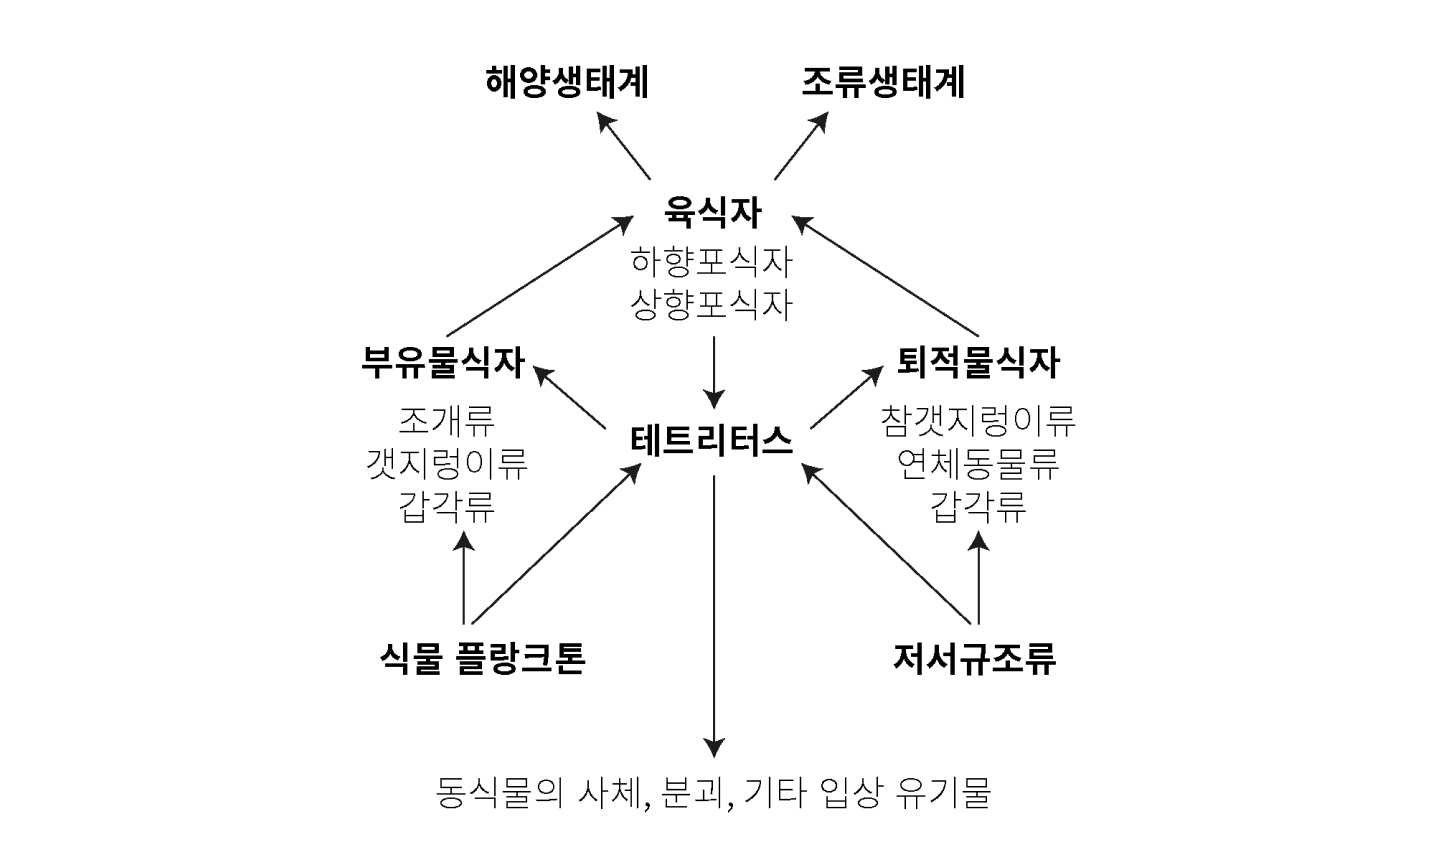 해양생태계
조류생태계
육식자
하향포식자
상향포식자
부유물식자
조개류
갯지렁이류
갑각류
테트리터스
퇴적물식자
참갯지렁이류
연체동물류
갑각류
식물 플랑크톤
저서규조류
동식물의 사체, 분괴, 기타 입상 유기물